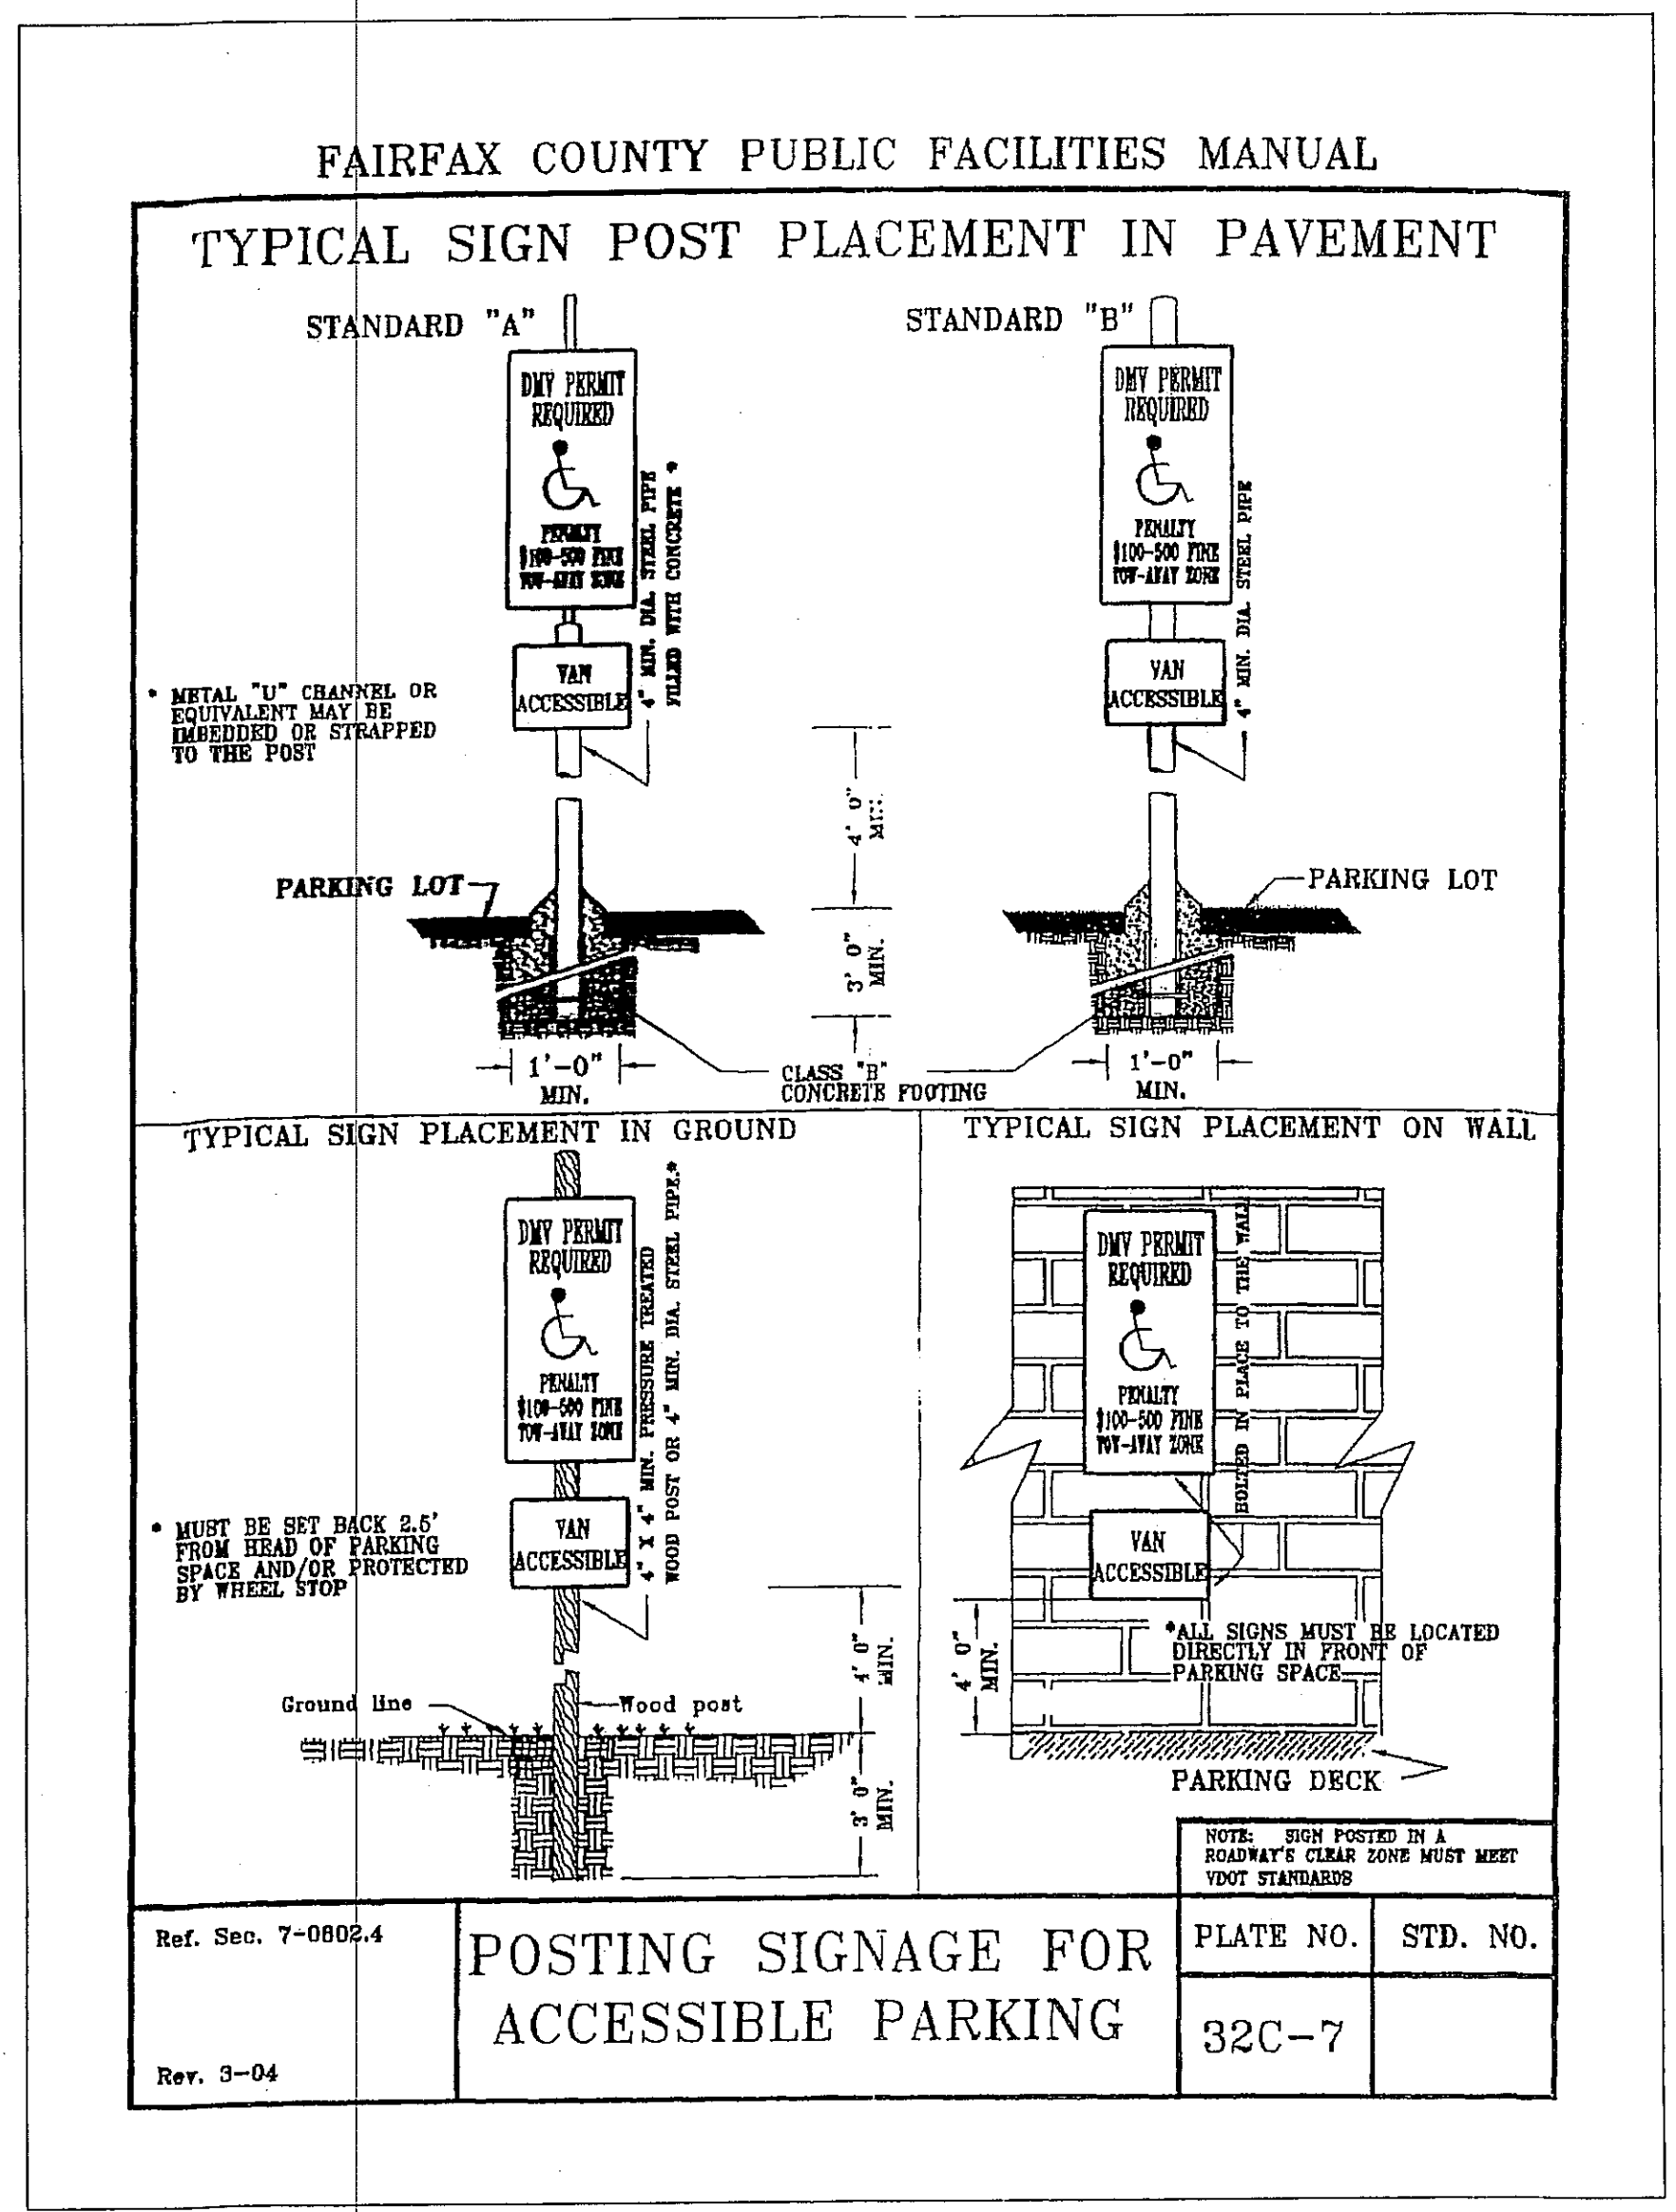 FAIRFAX COUNTY PUBLIC FACILITIES MANUAL
TYPICAL SIGN POST PLACEMENT IN PAVEMENT
STANDARD "A"
DMV PERMIT
REQUIRED
PENALTY
$100-500 FINE
TOW-AWAY ZONE
VAN
ACCESSIBLE
4" MIN. DIA. STEEL PIPE
FILLED WITH CONCRETE *
* METAL "U" CHANNEL OR
EQUIVALENT MAY BE
IMBEDDED OR STRAPPED
TO THE POST
PARKING LOT
1'-0"
MIN.
4' 0"
MIN.
3' 0"
MIN.
CLASS "B"
CONCRETE FOOTING
STANDARD "B"
DMV PERMIT
REQUIRED
PENALTY
$100-500 FINE
TOW-AWAY ZONE
VAN
ACCESSIBLE
4" MIN. DIA. STEEL PIPE
PARKING LOT
1'-0"
MIN.
TYPICAL SIGN PLACEMENT IN GROUND
DMV PERMIT
REQUIRED
PENALTY
$100-500 FINE
TOW-AWAY ZONE
VAN
ACCESSIBLE
4" X 4" MIN. PRESSURE TREATED
WOOD POST OR 4" MIN. DIA. STEEL PIPE.*
* MUST BE SET BACK 2.5'
FROM HEAD OF PARKING
SPACE AND/OR PROTECTED
BY WHEEL STOP
Ground line
Wood post
4' 0"
MIN.
3' 0"
MIN.
TYPICAL SIGN PLACEMENT ON WALL
DMV PERMIT
REQUIRED
PENALTY
$100-500 FINE
TOW-AWAY ZONE
VAN
ACCESSIBLE
BOLTED IN PLACE TO THE WALL
4' 0"
MIN.
*ALL SIGNS MUST BE LOCATED
DIRECTLY IN FRONT OF
PARKING SPACE
PARKING DECK
NOTE: SIGN POSTED IN A
ROADWAY'S CLEAR ZONE MUST MEET
VDOT STANDARDS
Ref. Sec. 7-0802.4
Rev. 3-04
POSTING SIGNAGE FOR
ACCESSIBLE PARKING
PLATE NO.
STD. NO.
32C-7